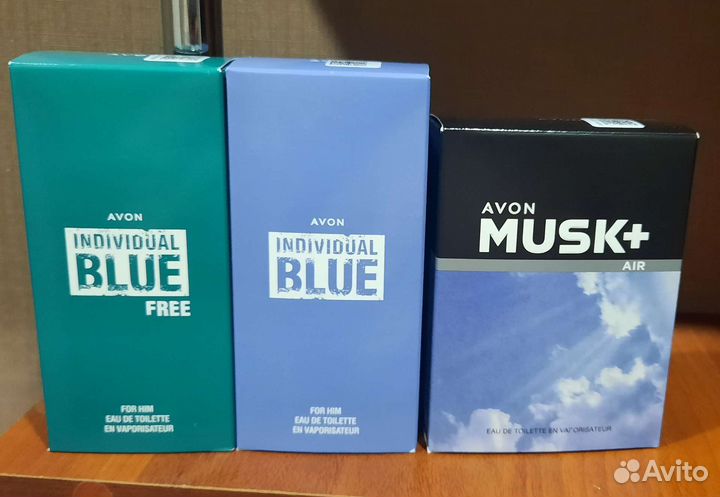 AVON
INDIVIDUAL
BLUE
FREE
FOR HIM
EAU DE TOILETTE
EN VAPORISATEUR
AVON
INDIVIDUAL
BLUE
FOR HIM
EAU DE TOILETTE
EN VAPORISATEUR
AVON
MUSK+
AIR
EAU DE TOILETTE EN VAPORISATEUR
Avito